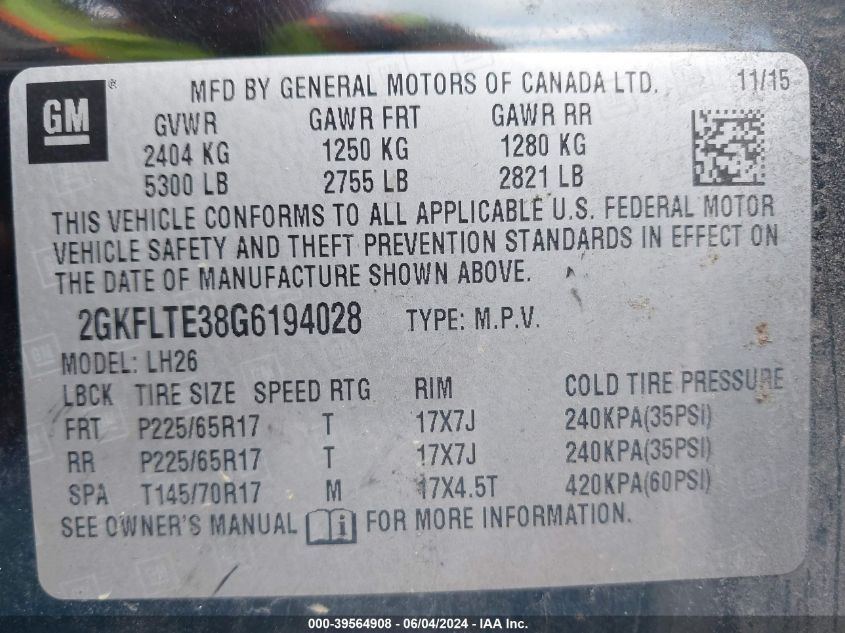 GM ®
MFD BY GENERAL MOTORS OF CANADA LTD. 11/15
GVWR GAWR FRT GAWR RR
2404 KG 1250 KG 1280 KG
5300 LB 2755 LB 2821 LB
THIS VEHICLE CONFORMS TO ALL APPLICABLE U.S. FEDERAL MOTOR
VEHICLE SAFETY AND THEFT PREVENTION STANDARDS IN EFFECT ON
THE DATE OF MANUFACTURE SHOWN ABOVE.
2GKFLTE38G6194028 TYPE: M.P.V.
MODEL: LH26
LBCK TIRE SIZE SPEED RTG RIM COLD TIRE PRESSURE
FRT P225/65R17 T 17X7J 240KPA(35PSI)
RR P225/65R17 T 17X7J 240KPA(35PSI)
SPA T145/70R17 M 17X4.5T 420KPA(60PSI)
SEE OWNER'S MANUAL i FOR MORE INFORMATION.
000-39564908 - 06/04/2024 - IAA Inc.